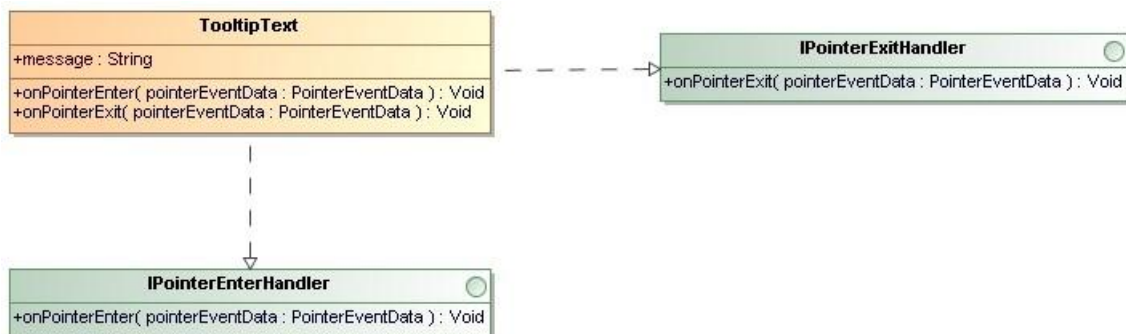 TooltipText
+message : String
+onPointerEnter( pointerEventData : PointerEventData ) : Void
+onPointerExit( pointerEventData : PointerEventData ) : Void
IPointerExitHandler
+onPointerExit( pointerEventData : PointerEventData ) : Void
IPointerEnterHandler
+onPointerEnter( pointerEventData : PointerEventData ) : Void